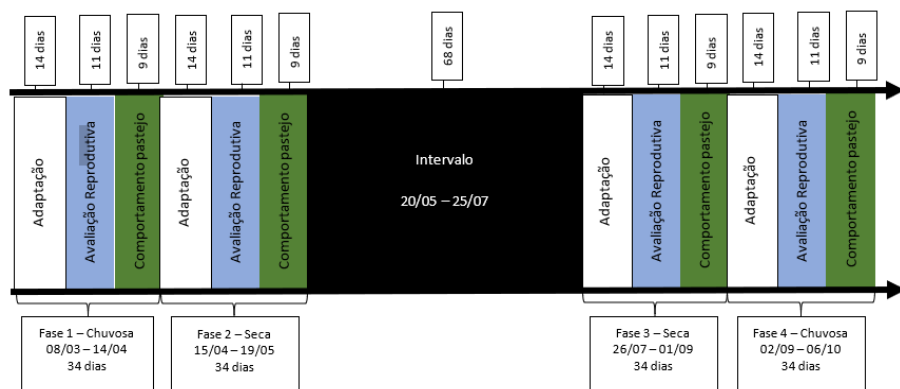 14 dias
11 dias
9 dias
14 dias
11 dias
9 dias
68 dias
14 dias
11 dias
9 dias
14 dias
11 dias
9 dias
Adaptação
Avaliação Reprodutiva
Comportamento pastejo
Adaptação
Avaliação Reprodutiva
Comportamento pastejo
Intervalo
20/05 – 25/07
Adaptação
Avaliação Reprodutiva
Comportamento pastejo
Adaptação
Avaliação Reprodutiva
Comportamento pastejo
Fase 1 – Chuvosa
08/03 – 14/04
34 dias
Fase 2 – Seca
15/04 – 19/05
34 dias
Fase 3 – Seca
26/07 – 01/09
34 dias
Fase 4 – Chuvosa
02/09 – 06/10
34 dias